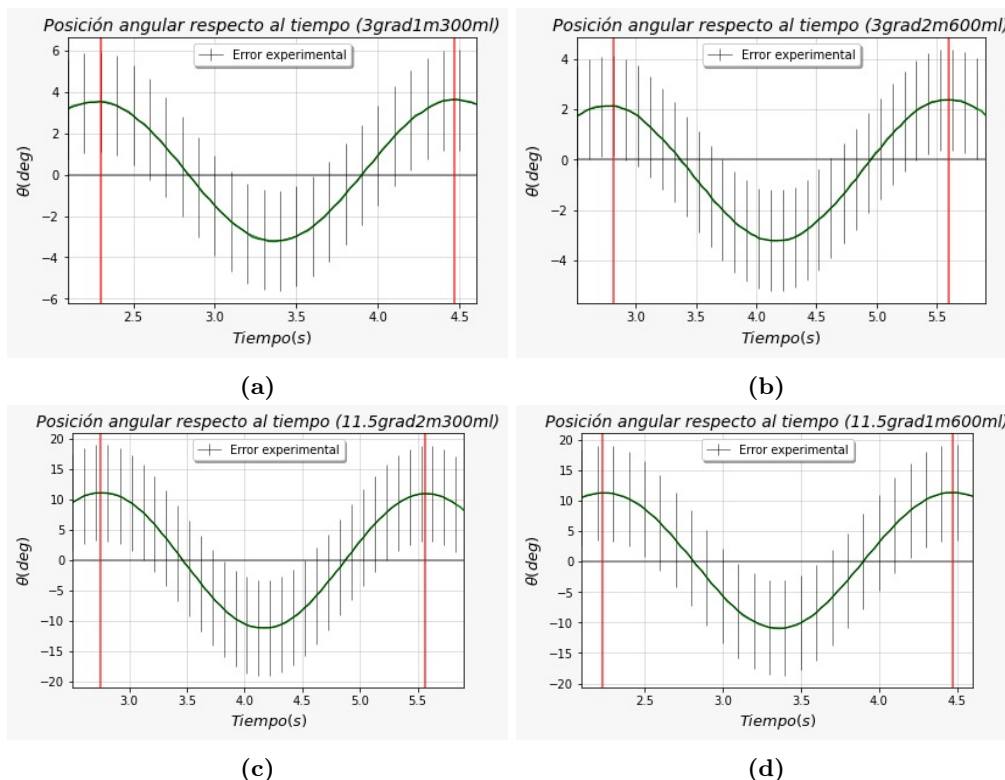 Posición angular respecto al tiempo (3grad1m300ml)
Error experimental
6
4
2
0
−2
−4
−6
θ(deg)
2.5 3.0 3.5 4.0 4.5
Tiempo(s)
(a)
Posición angular respecto al tiempo (3grad2m600ml)
Error experimental
4
2
0
−2
−4
θ(deg)
3.0 3.5 4.0 4.5 5.0 5.5
Tiempo(s)
(b)
Posición angular respecto al tiempo (11.5grad2m300ml)
Error experimental
20
15
10
5
0
−5
−10
−15
−20
θ(deg)
3.0 3.5 4.0 4.5 5.0 5.5
Tiempo(s)
(c)
Posición angular respecto al tiempo (11.5grad1m600ml)
Error experimental
20
15
10
5
0
−5
−10
−15
−20
θ(deg)
2.5 3.0 3.5 4.0 4.5
Tiempo(s)
(d)